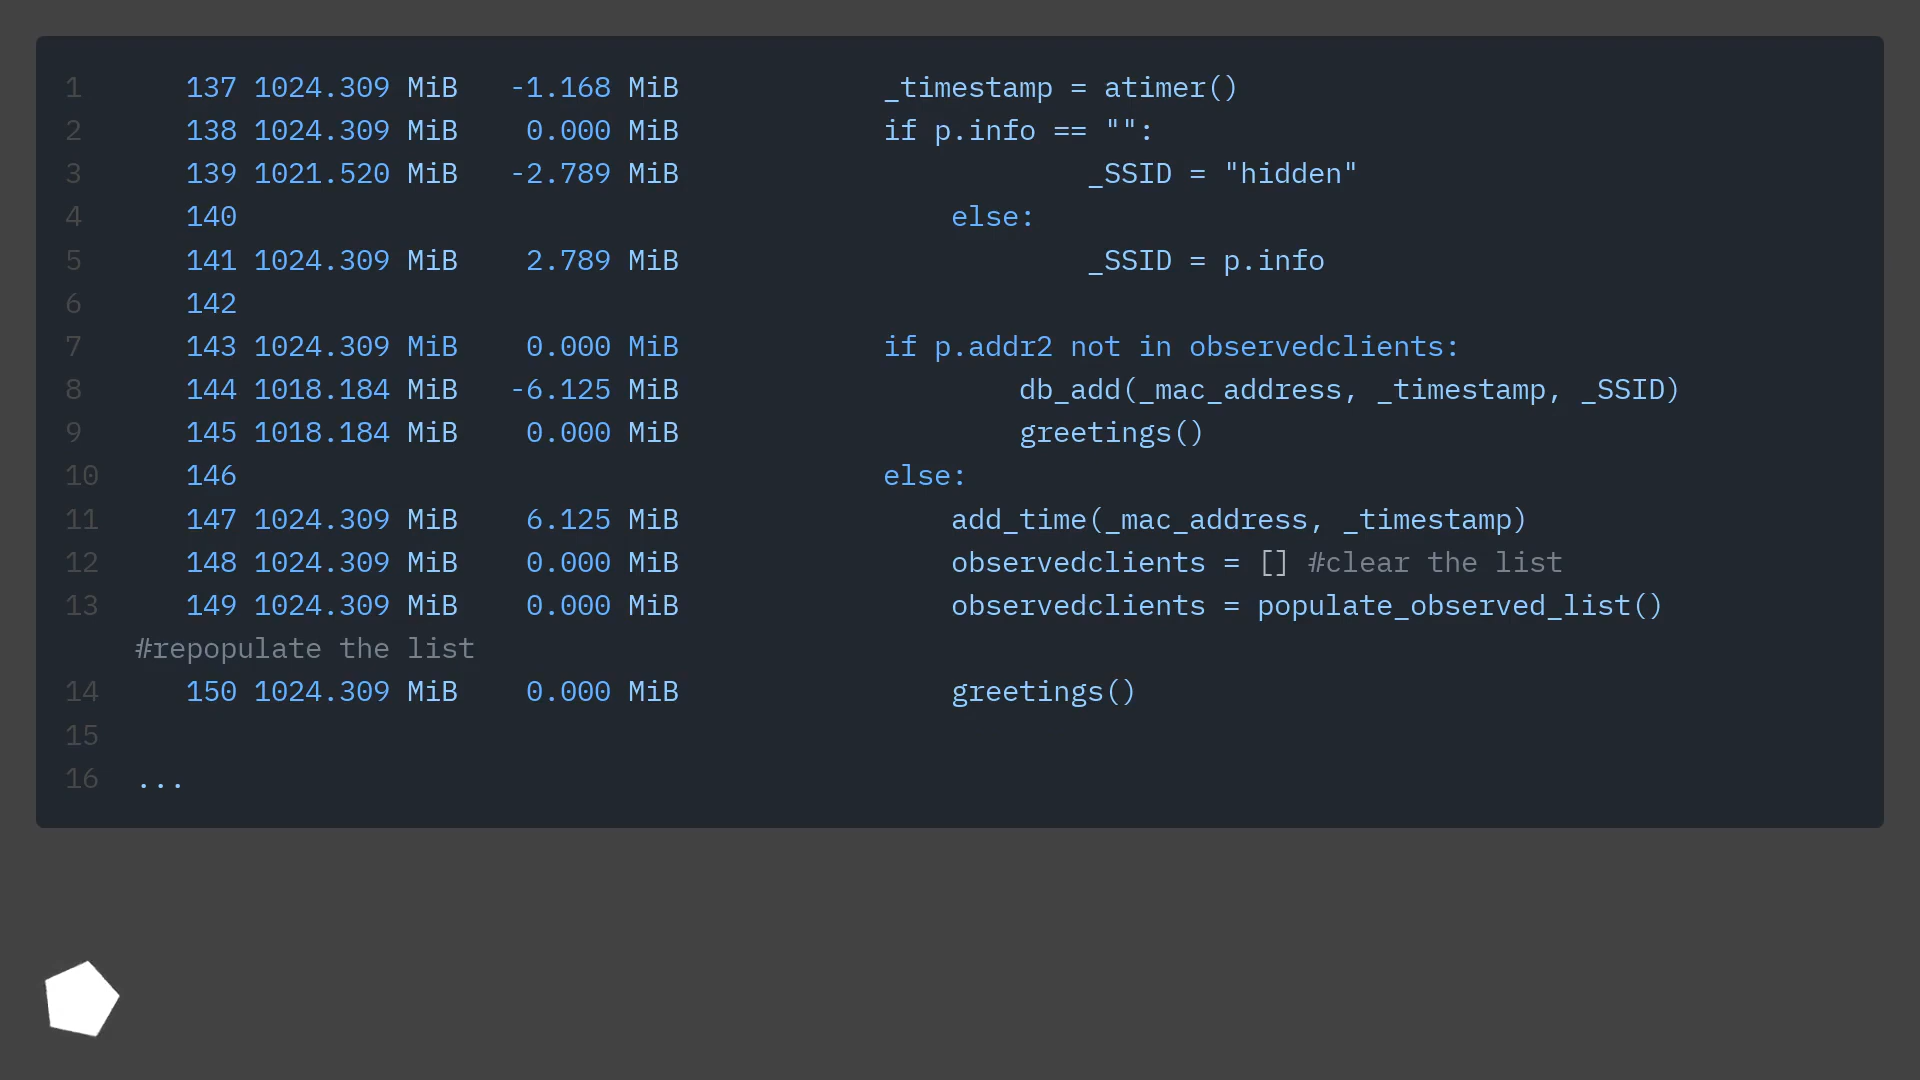 1      137 1024.309 MiB   -1.168 MiB            _timestamp = atimer()
2      138 1024.309 MiB    0.000 MiB            if p.info == "":
3      139 1021.520 MiB   -2.789 MiB                        _SSID = "hidden"
4      140                                          else:
5      141 1024.309 MiB    2.789 MiB                        _SSID = p.info
6      142
7      143 1024.309 MiB    0.000 MiB            if p.addr2 not in observedclients:
8      144 1018.184 MiB   -6.125 MiB                    db_add(_mac_address, _timestamp, _SSID)
9      145 1018.184 MiB    0.000 MiB                    greetings()
10     146                                      else:
11     147 1024.309 MiB    6.125 MiB                add_time(_mac_address, _timestamp)
12     148 1024.309 MiB    0.000 MiB                observedclients = [] #clear the list
13     149 1024.309 MiB    0.000 MiB                observedclients = populate_observed_list()
#repopulate the list
14     150 1024.309 MiB    0.000 MiB                greetings()
15
16  ...